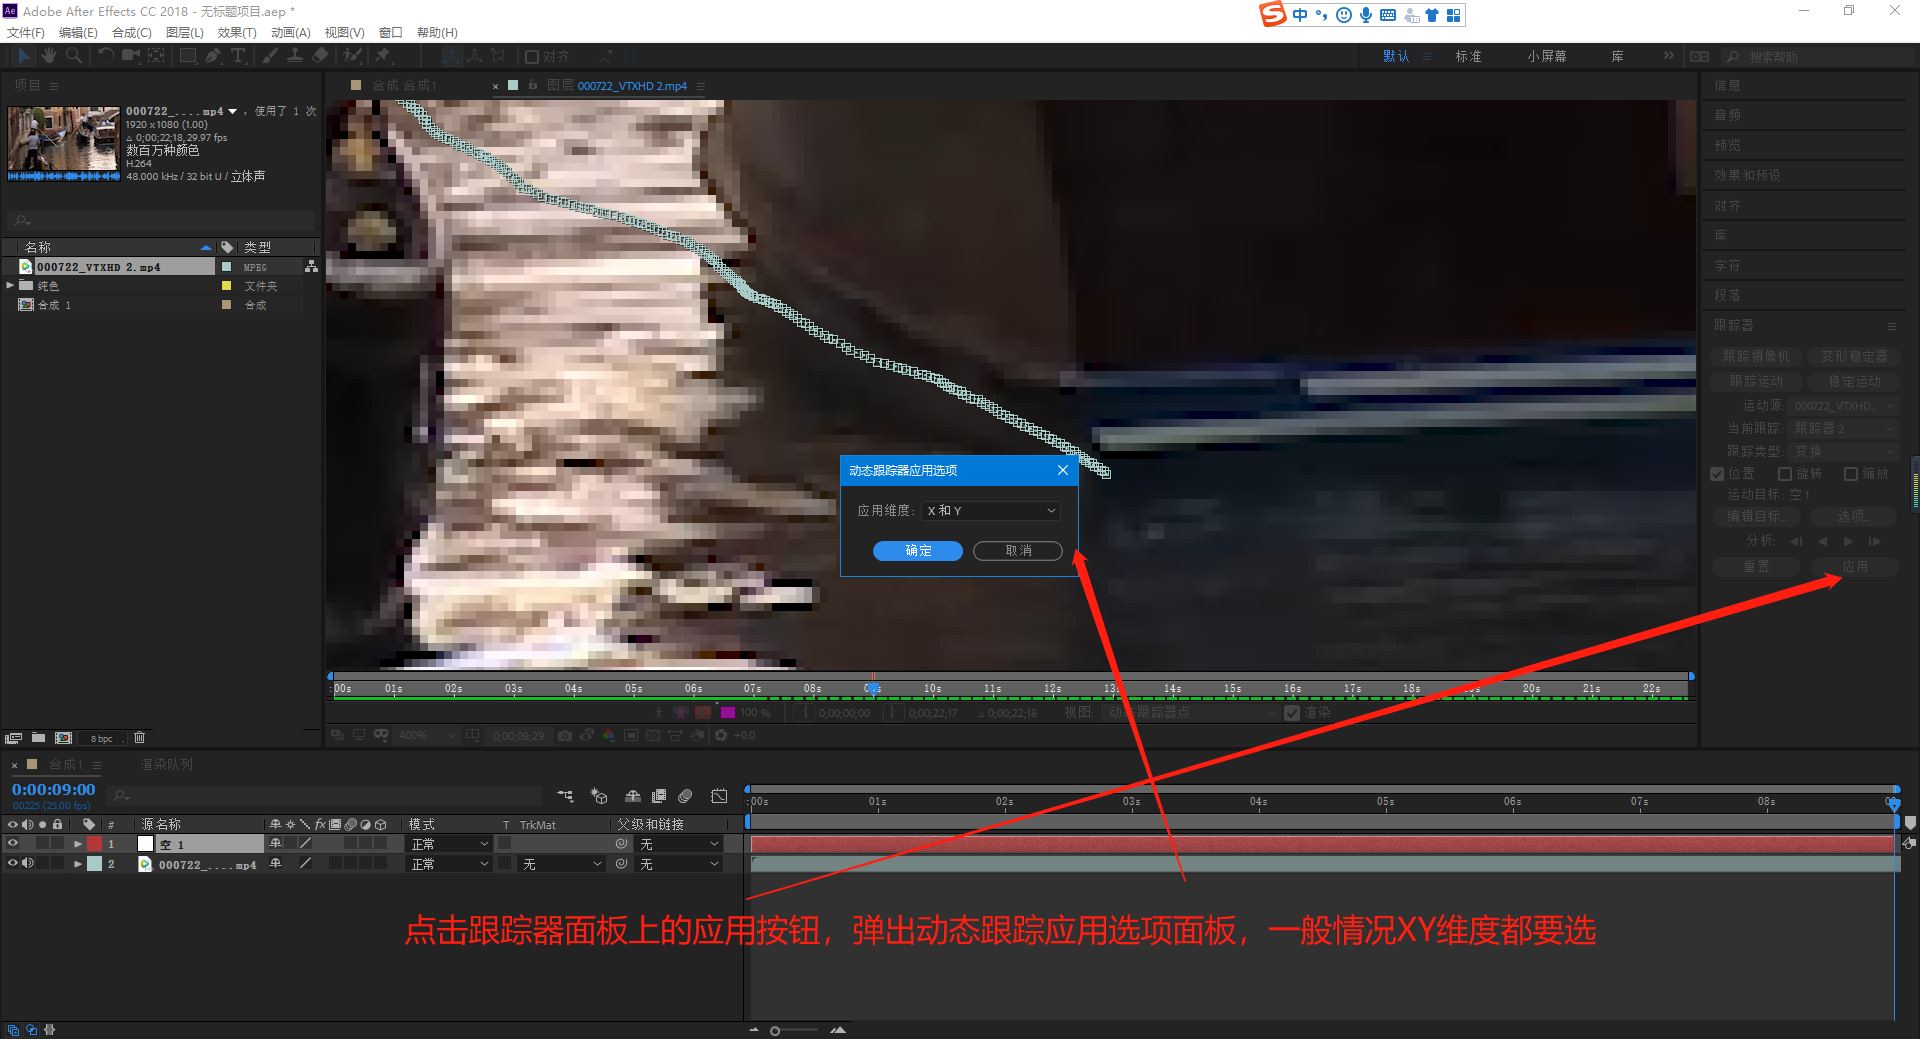 Adobe After Effects CC 2018 - 无标题项目.aep *
中
文件(F) 编辑(E) 合成(C) 图层(L) 效果(T) 动画(A) 视图(V) 窗口 帮助(H)
对齐
默认 标准 小屏幕 库 搜索帮助
项目
合成 合成1
图层 000722_VTXHD 2.mp4
000722_....mp4 , 使用了 1 次
1920 x 1080 (1.00)
Δ 0;00;22;18, 29.97 fps
数百万种颜色
H.264
48.000 kHz / 32 bit U / 立体声
名称 类型
000722_VTXHD 2.mp4 MPEG
纯色 文件夹
合成 1 合成
信息
音频
预览
效果和预设
对齐
库
字符
段落
跟踪器
跟踪摄像机 变形稳定器
跟踪运动 稳定运动
运动源: 000722_VTXHD...
当前跟踪: 跟踪器 2
跟踪类型: 变换
位置 旋转 缩放
运动目标: 空 1
编辑目标... 选项...
分析:
重置 应用
动态跟踪器应用选项
应用维度: X 和 Y
确定 取消
:00s 01s 02s 03s 04s 05s 06s 07s 08s 10s 11s 12s 13s 14s 15s 16s 17s 18s 19s 20s 21s 22s
100 % 0;00;00;00 0;00;22;17 Δ 0;00;22;18 视图: 动态跟踪器点 渲染
400% 0;00;08;29 +0.0
8 bpc
合成1 渲染队列
0:00:09:00
00225 (25.00 fps)
:00s 01s 02s 03s 04s 05s 06s 07s 08s
# 源名称 fx 模式 T TrkMat 父级和链接
1 空 1 正常 无
2 000722_....mp4 正常 无 无
点击跟踪器面板上的应用按钮，弹出动态跟踪应用选项面板，一般情况XY维度都要选